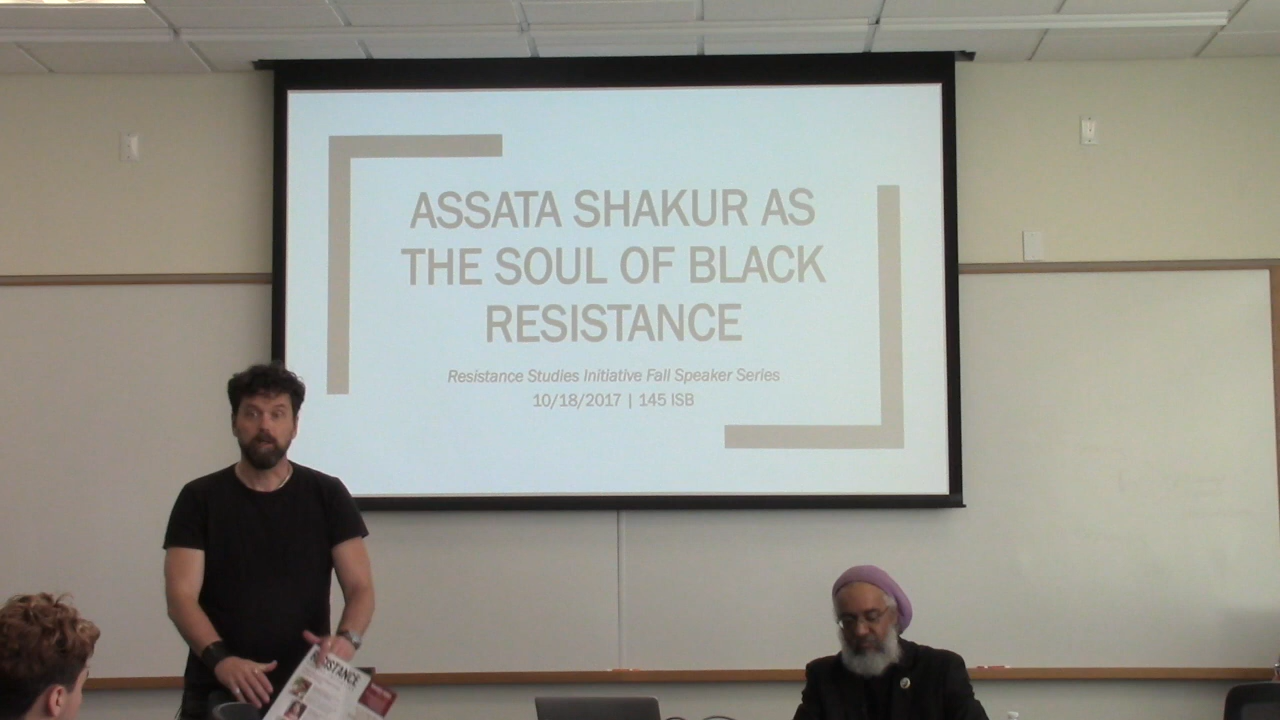 ASSATA SHAKUR AS
THE SOUL OF BLACK
RESISTANCE
Resistance Studies Initiative Fall Speaker Series
10/18/2017 | 145 ISB
RESISTANCE